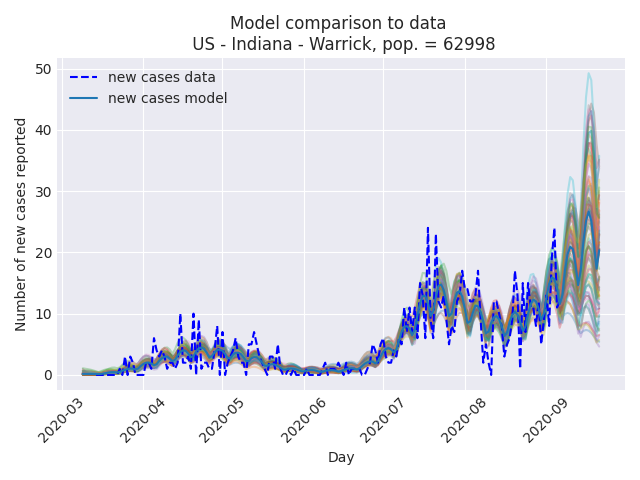 Model comparison to data
US - Indiana - Warrick, pop. = 62998
new cases data
new cases model
Number of new cases reported
50
40
30
20
10
0
2020-03
2020-04
2020-05
2020-06
2020-07
2020-08
2020-09
Day